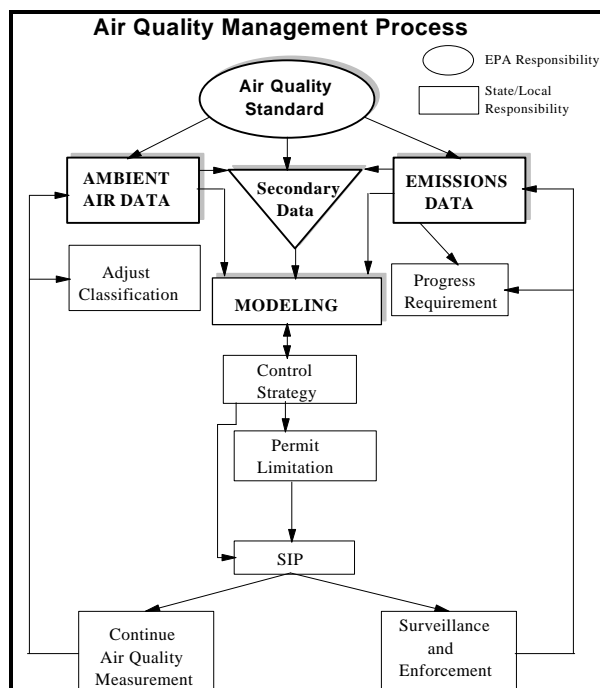 Air Quality Management Process
EPA Responsibility
State/Local
Responsibility
Air Quality
Standard
AMBIENT
AIR DATA
Secondary
Data
EMISSIONS
DATA
Adjust
Classification
MODELING
Progress
Requirement
Control
Strategy
Permit
Limitation
SIP
Continue
Air Quality
Measurement
Surveillance
and
Enforcement